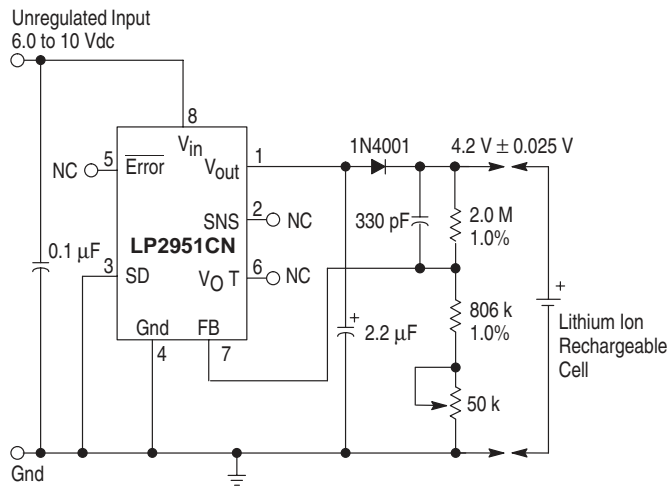 Unregulated Input
6.0 to 10 Vdc
8
Vin
1N4001
4.2 V ± 0.025 V
5
NC
Error
Vout
1
SNS
2
NC
330 pF
2.0 M
1.0%
LP2951CN
0.1 μF
3
SD
VO T
6
NC
806 k
1.0%
Gnd
FB
4
7
+
2.2 μF
+
Lithium Ion
Rechargeable
Cell
50 k
Gnd